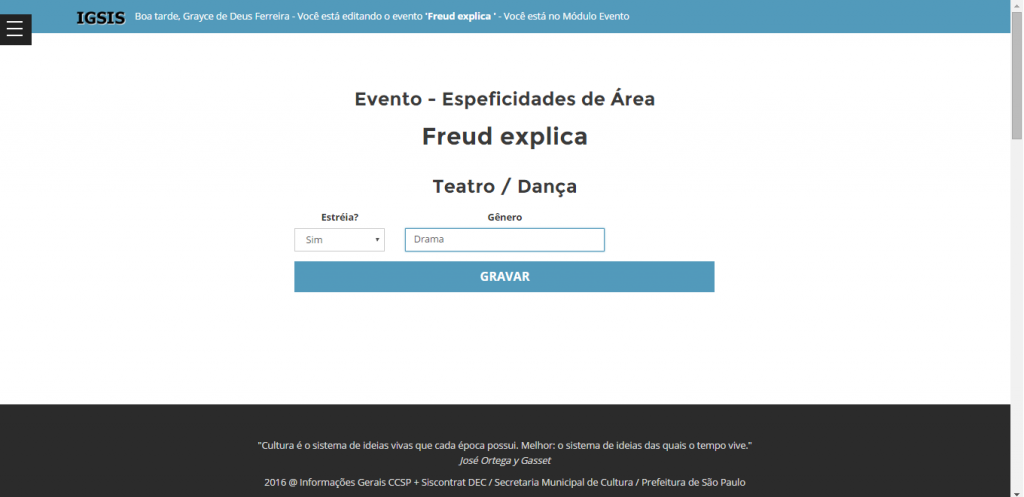 IGSIS Boa tarde, Grayce de Deus Ferreira - Você está editando o evento 'Freud explica ' - Você está no Módulo Evento
Evento - Espeficidades de Área
Freud explica
Teatro / Dança
Estréia? Gênero
Sim Drama
GRAVAR
"Cultura é o sistema de ideias vivas que cada época possui. Melhor: o sistema de ideias das quais o tempo vive."
José Ortega y Gasset
2016 @ Informações Gerais CCSP + Siscontrat DEC / Secretaria Municipal de Cultura / Prefeitura de São Paulo